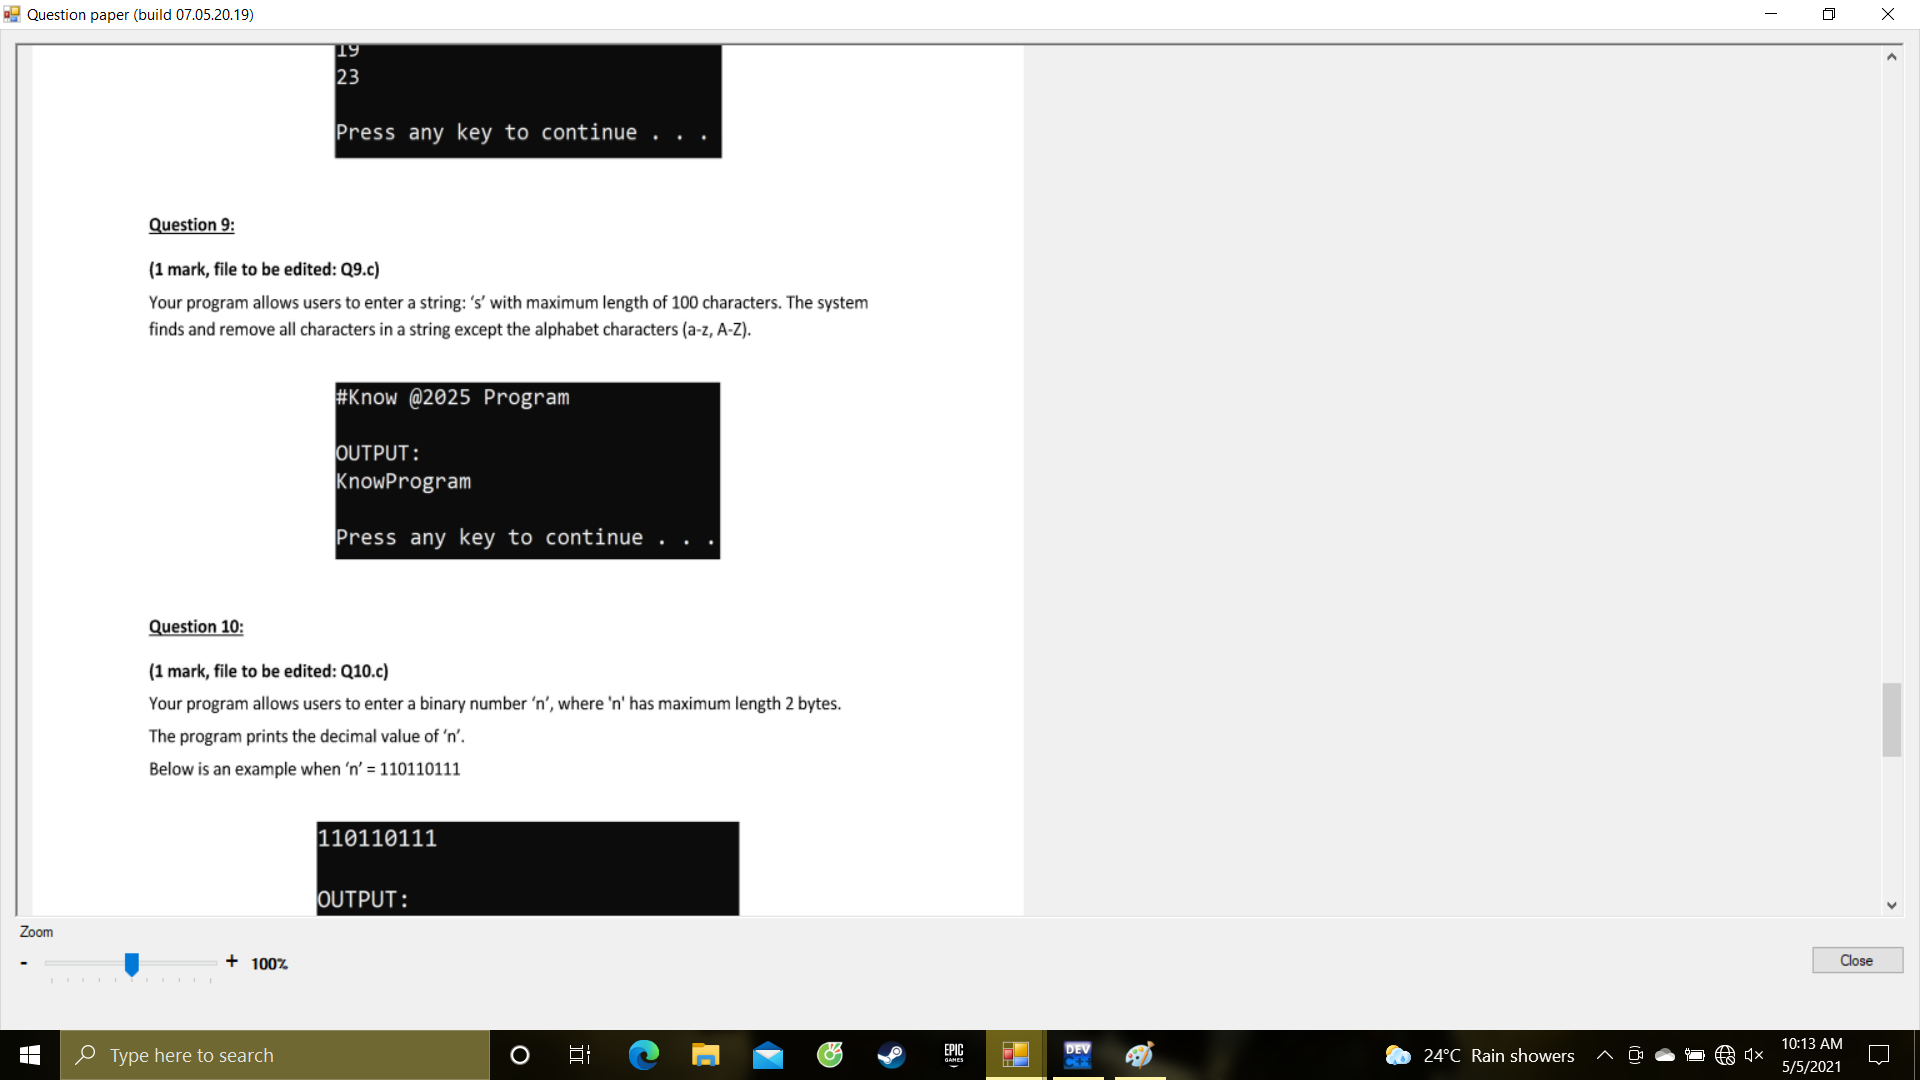 Question paper (build 07.05.20.19)
19
23
Press any key to continue . . .
Question 9:
(1 mark, file to be edited: Q9.c)
Your program allows users to enter a string: ‘s’ with maximum length of 100 characters. The system
finds and remove all characters in a string except the alphabet characters (a-z, A-Z).
#Know @2025 Program
OUTPUT:
KnowProgram
Press any key to continue . . .
Question 10:
(1 mark, file to be edited: Q10.c)
Your program allows users to enter a binary number ‘n’, where 'n' has maximum length 2 bytes.
The program prints the decimal value of ‘n’.
Below is an example when ‘n’ = 110110111
110110111
OUTPUT:
Zoom
- + 100%
Close
Type here to search
EPIC
GAMES
DEV
C++
24°C Rain showers
10:13 AM
5/5/2021